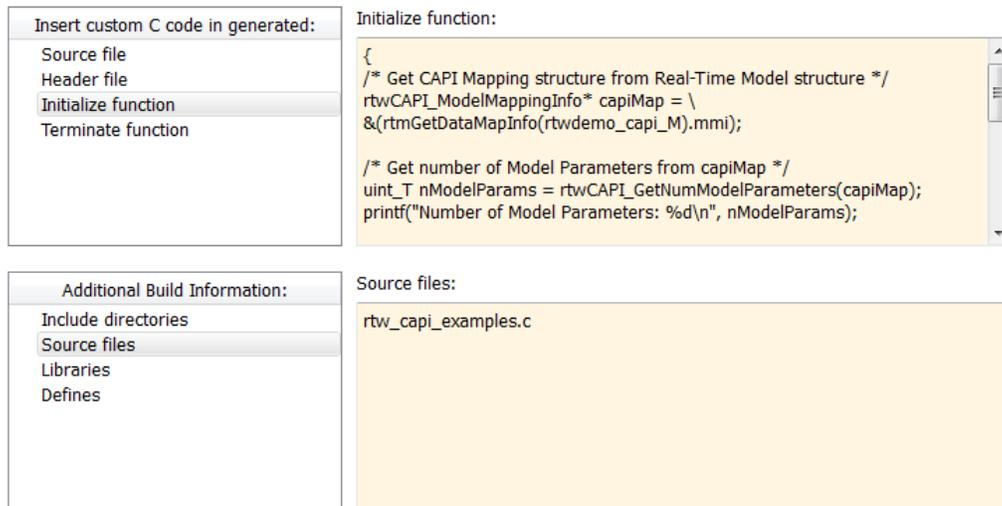 Insert custom C code in generated:
Source file
Header file
Initialize function
Terminate function
Initialize function:
{
/* Get CAPI Mapping structure from Real-Time Model structure */
rtwCAPI_ModelMappingInfo* capiMap = \
&(rtmGetDataMapInfo(rtwdemo_capi_M).mmi);
/* Get number of Model Parameters from capiMap */
uint_T nModelParams = rtwCAPI_GetNumModelParameters(capiMap);
printf("Number of Model Parameters: %d\n", nModelParams);
Additional Build Information:
Include directories
Source files
Libraries
Defines
Source files:
rtw_capi_examples.c